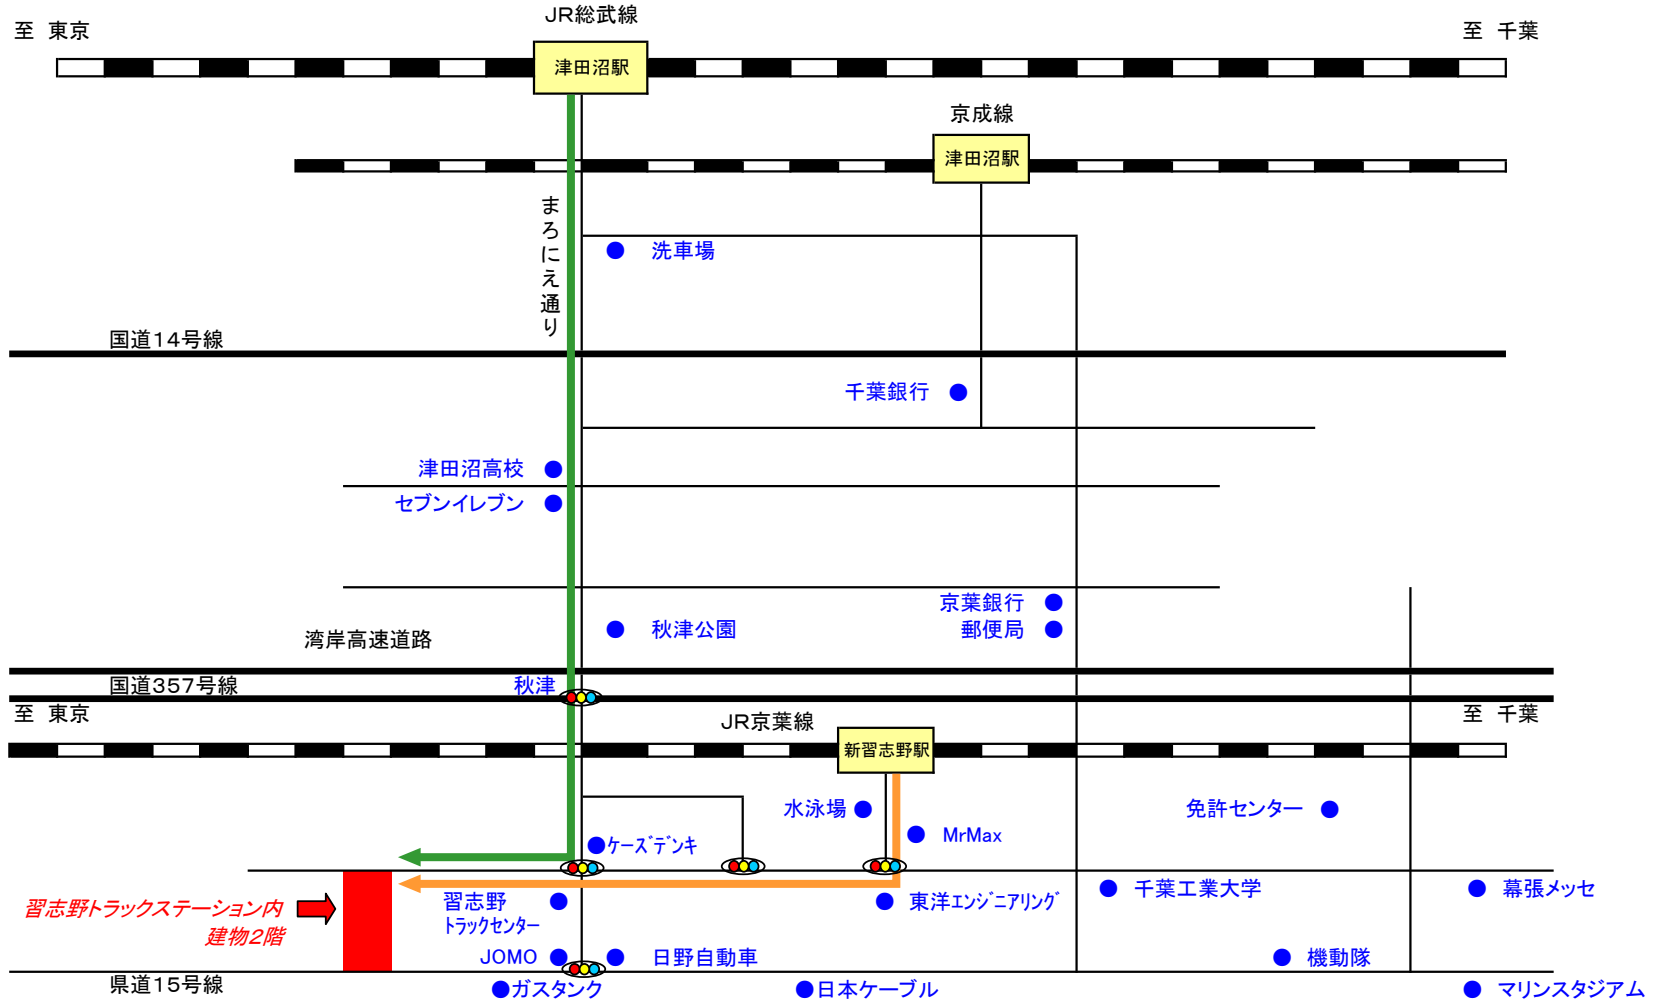 JR総武線
至 東京
至 千葉
津田沼駅
京成線
津田沼駅
まろにえ通り
洗車場
国道14号線
千葉銀行
津田沼高校
セブンイレブン
京葉銀行
湾岸高速道路
秋津公園
郵便局
国道357号線
秋津
至 東京
JR京葉線
至 千葉
新習志野駅
水泳場
免許センター
MrMax
ケーズデンキ
習志野トラックステーション内
建物2階
習志野
トラックセンター
東洋エンジニアリング
千葉工業大学
幕張メッセ
JOMO
日野自動車
機動隊
県道15号線
ガスタンク
日本ケーブル
マリンスタジアム